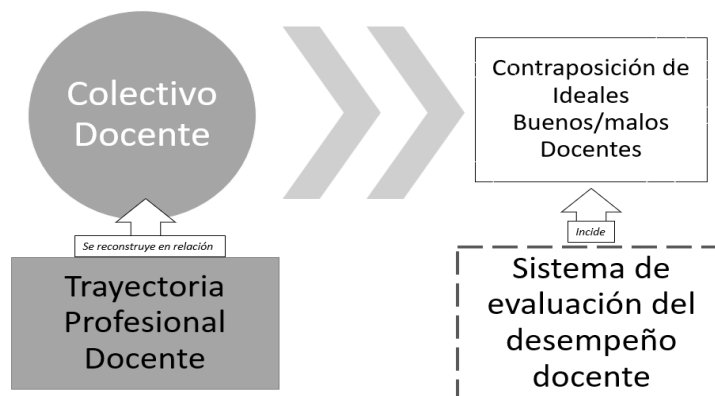 Colectivo
Docente
Se reconstruye en relación
Trayectoria
Profesional
Docente
Contraposición de
Ideales
Buenos/malos
Docentes
Incide
Sistema de
evaluación del
desempeño
docente